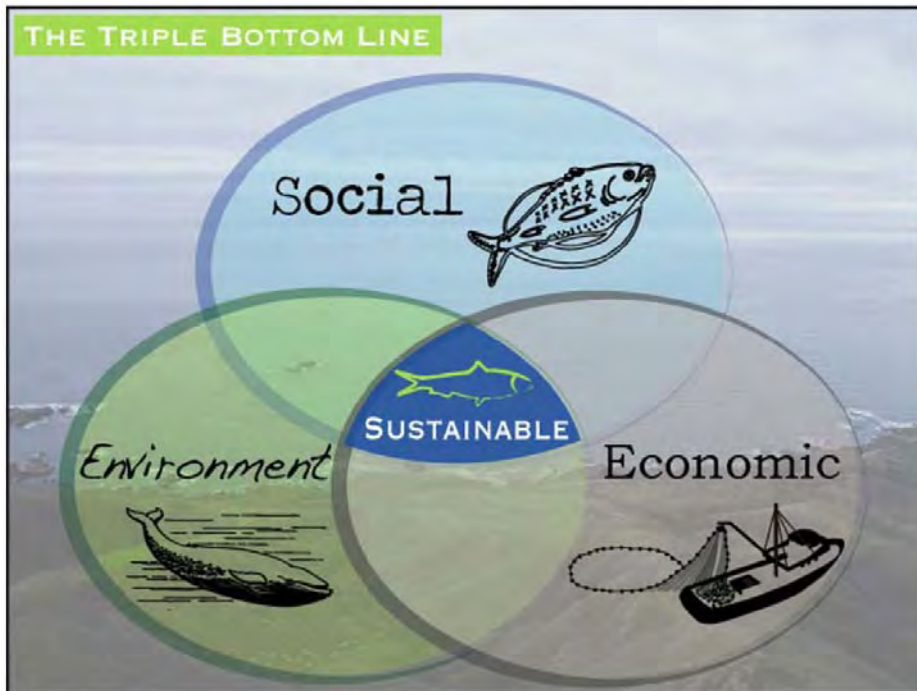 THE TRIPLE BOTTOM LINE
Social
SUSTAINABLE
Environment
Economic